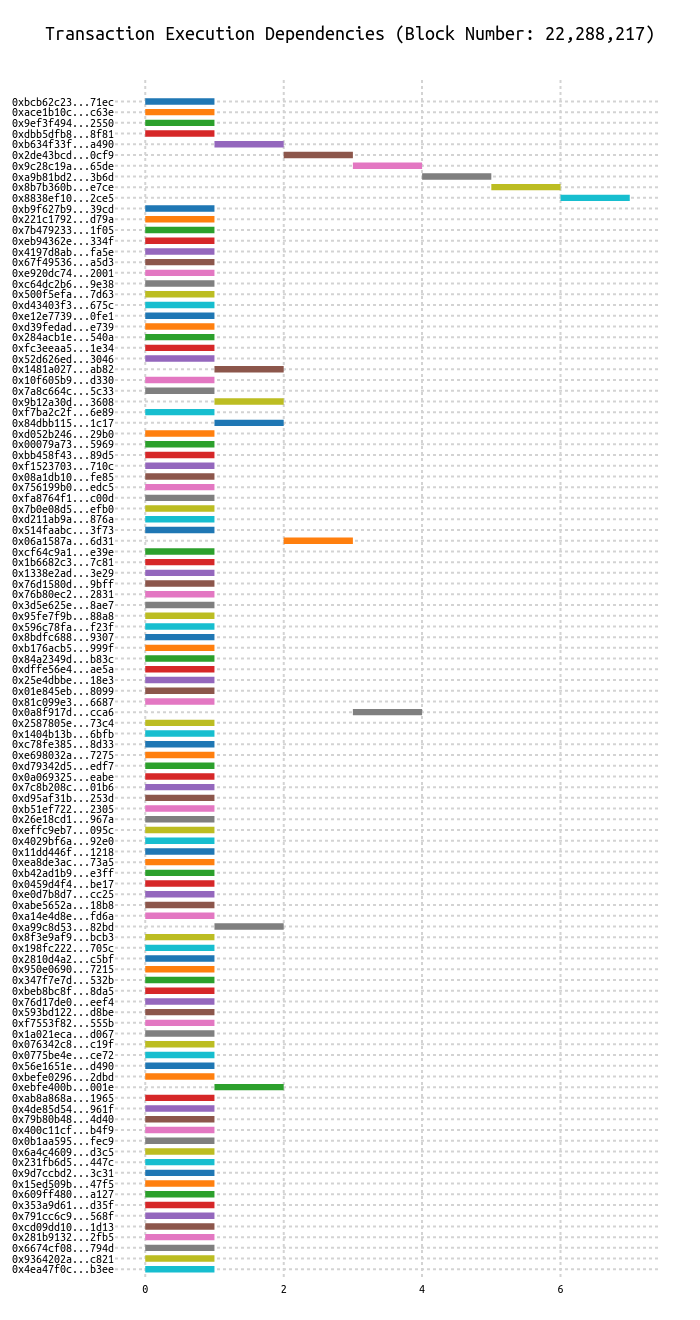 Transaction Execution Dependencies (Block Number: 22,288,217)
0xbcb62c23...71ec
0xace1b10c...c63e
0x9ef3f494...2550
0xdbb5dfb8...8f81
0xb634f33f...a490
0x2de43bcd...0cf9
0x9c28c19a...65de
0xa9b81bd2...3b6d
0x8b7b360b...e7ce
0x8838ef10...2ce5
0xb9f627b9...39cd
0x221c1792...d79a
0x7b479233...1f05
0xeb94362e...334f
0x4197d8ab...fa5e
0x67f49536...a5d3
0xe920dc74...2001
0xc64dc2b6...9e38
0x500f5efa...7d63
0xd43403f3...675c
0xe12e7739...0fe1
0xd39fedad...e739
0x284acb1e...540a
0xfc3eeaa5...1e34
0x52d626ed...3046
0x1481a027...ab82
0x10f605b9...d330
0x7a8c664c...5c33
0x9b12a30d...3608
0xf7ba2c2f...6e89
0x84dbb115...1c17
0xd052b246...29b0
0x00079a73...5969
0xbb458f43...89d5
0xf1523703...710c
0x08a1db10...fe85
0x756199b0...edc5
0xfa8764f1...c00d
0x7b0e08d5...efb0
0xd211ab9a...876a
0x514faabc...3f73
0x06a1587a...6d31
0xcf64c9a1...e39e
0x1b6682c3...7c81
0x1338e2ad...3e29
0x76d1580d...9bff
0x76b80ec2...2831
0x3d5e625e...8ae7
0x95fe7f9b...88a8
0x596c78fa...f23f
0x8bdfc688...9307
0xb176acb5...999f
0x84a2349d...b83c
0xdffe56e4...ae5a
0x25e4dbbe...18e3
0x01e845eb...8099
0x81c099e3...6687
0x0a8f917d...cca6
0x2587805e...73c4
0x1404b13b...6bfb
0xc78fe385...8d33
0xe698032a...7275
0xd79342d5...edf7
0x0a069325...eabe
0x7c8b208c...01b6
0xd95af31b...253d
0xb51ef722...2305
0x26e18cd1...967a
0xeffc9eb7...095c
0x4029bf6a...92e0
0x11dd446f...1218
0xea8de3ac...73a5
0xb42ad1b9...e3ff
0x0459d4f4...be17
0xe0d7b8d7...cc25
0xabe5652a...18b8
0xa14e4d8e...fd6a
0xa99c8d53...82bd
0x8f3e9af9...bcb3
0x198fc222...705c
0x2810d4a2...c5bf
0x950e0690...7215
0x347f7e7d...532b
0xbeb8bc8f...8da5
0x76d17de0...eef4
0x593bd122...d8be
0xf7553f82...555b
0x1a021eca...d067
0x076342c8...c19f
0x0775be4e...ce72
0x56e1651e...d490
0xbefe0296...2dbd
0xebfe400b...001e
0xab8a868a...1965
0x4de85d54...961f
0x79b80b48...4d40
0x400c11cf...b4f9
0x0b1aa595...fec9
0x6a4c4609...d3c5
0x231fb6d5...447c
0x9d7ccbd2...3c31
0x15ed509b...47f5
0x609ff480...a127
0x353a9d61...d35f
0x791cc6c9...568f
0xcd09dd10...1d13
0x281b9132...2fb5
0x6674cf08...794d
0x9364202a...c821
0x4ea47f0c...b3ee
0 2 4 6